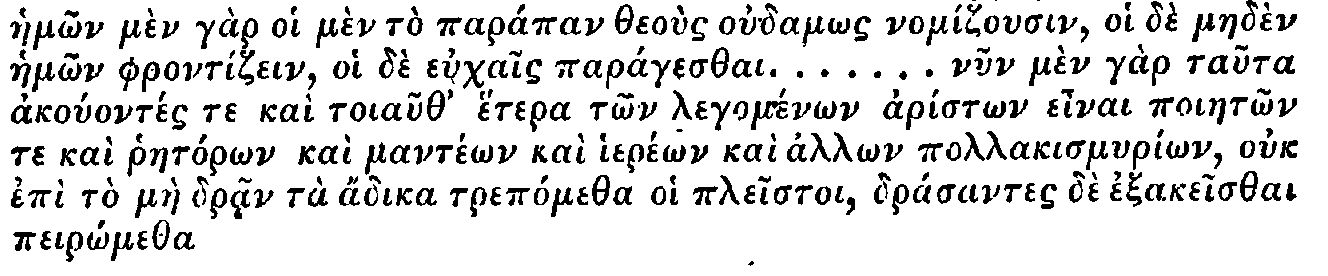 ἡμῶν μὲν γὰρ οἱ μὲν τὸ παράπαν θεοὺς οὐδαμως νομίζουσιν, οἱ δὲ μηδὲν
ἡμῶν φροντίζειν, οἱ δὲ εὐχαῖς παράγεσθαι. . . . . . . νῦν μὲν γὰρ ταῦτα
ἀκούοντές τε καὶ τοιαῦθ’ ἕτερα τῶν λεγομένων ἀρίστων εἶναι ποιητῶν
τε καὶ ῥητόρων καὶ μαντέων καὶ ἱερέων καὶ ἀλλων πολλακισμυρίων, οὐκ
ἐπὶ τὸ μὴ δρᾷν τὰ ἄδικα τρεπόμεθα οἱ πλεῖστοι, δράσαντες δὲ ἐξακεῖσθαι
πειρώμεθα